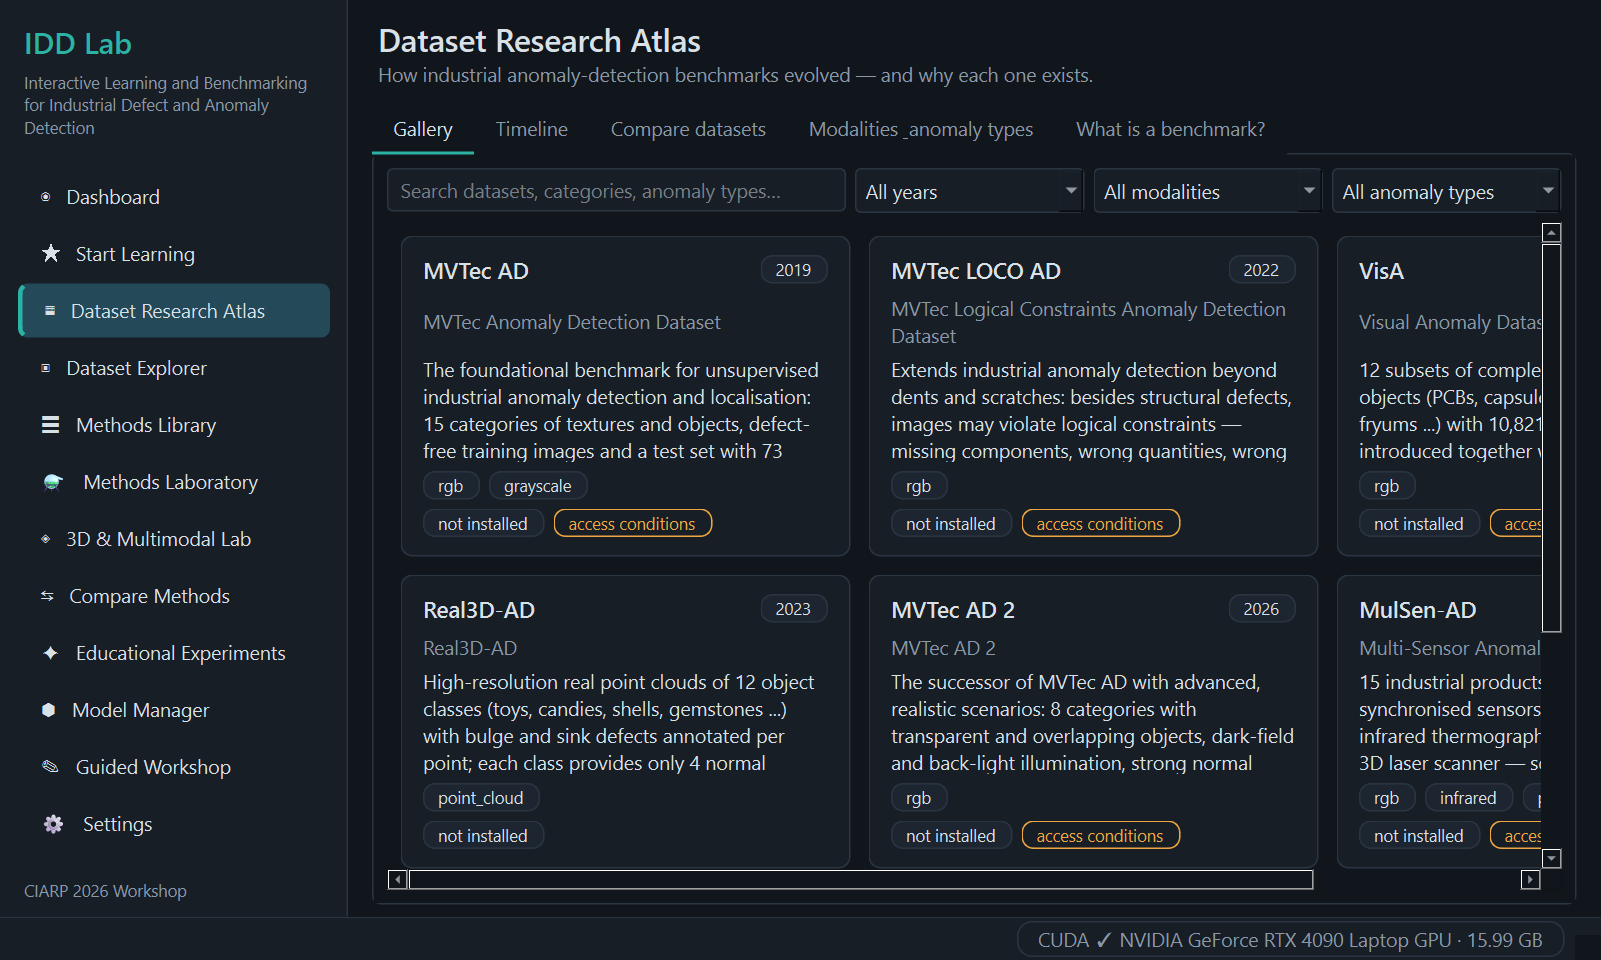 IDD Lab
Interactive Learning and Benchmarking
for Industrial Defect and Anomaly
Detection
Dashboard
Start Learning
Dataset Research Atlas
Dataset Explorer
Methods Library
Methods Laboratory
3D & Multimodal Lab
Compare Methods
Educational Experiments
Model Manager
Guided Workshop
Settings
CIARP 2026 Workshop
Dataset Research Atlas
How industrial anomaly-detection benchmarks evolved — and why each one exists.
Gallery Timeline Compare datasets Modalities _anomaly types What is a benchmark?
Search datasets, categories, anomaly types... All years All modalities All anomaly types
MVTec AD 2019
MVTec Anomaly Detection Dataset
The foundational benchmark for unsupervised
industrial anomaly detection and localisation:
15 categories of textures and objects, defect-
free training images and a test set with 73
rgb grayscale
not installed access conditions
MVTec LOCO AD 2022
MVTec Logical Constraints Anomaly Detection
Dataset
Extends industrial anomaly detection beyond
dents and scratches: besides structural defects,
images may violate logical constraints —
missing components, wrong quantities, wrong
rgb
not installed access conditions
VisA
Visual Anomaly Datas
12 subsets of comple
objects (PCBs, capsul
fryums ...) with 10,821
introduced together
rgb
not installed acces
Real3D-AD 2023
Real3D-AD
High-resolution real point clouds of 12 object
classes (toys, candies, shells, gemstones ...)
with bulge and sink defects annotated per
point; each class provides only 4 normal
point_cloud
not installed
MVTec AD 2 2026
MVTec AD 2
The successor of MVTec AD with advanced,
realistic scenarios: 8 categories with
transparent and overlapping objects, dark-field
and back-light illumination, strong normal
rgb
not installed access conditions
MulSen-AD
Multi-Sensor Anomal
15 industrial products
synchronised sensors
infrared thermograph
3D laser scanner — s
rgb infrared
not installed acces
CUDA ✓ NVIDIA GeForce RTX 4090 Laptop GPU · 15.99 GB